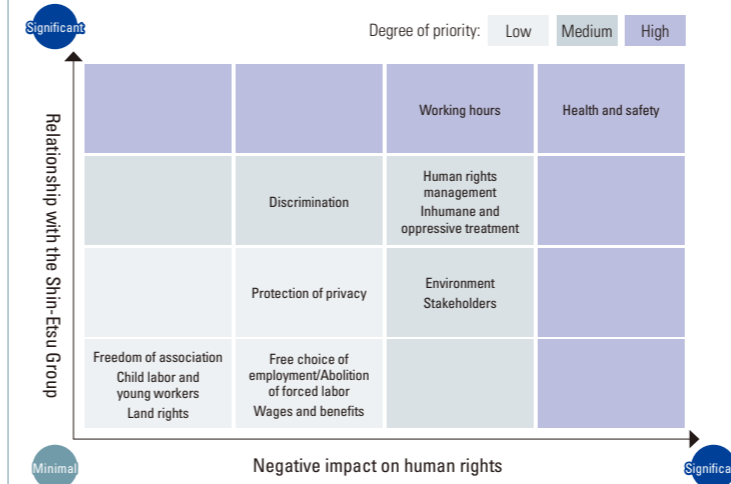 Significant
Degree of priority: Low Medium High
Relationship with the Shin-Etsu Group
Working hours
Health and safety
Discrimination
Human rights
management
Inhumane and
oppressive treatment
Protection of privacy
Environment
Stakeholders
Freedom of association
Child labor and
young workers
Land rights
Free choice of
employment/Abolition
of forced labor
Wages and benefits
Minimal
Negative impact on human rights
Significa